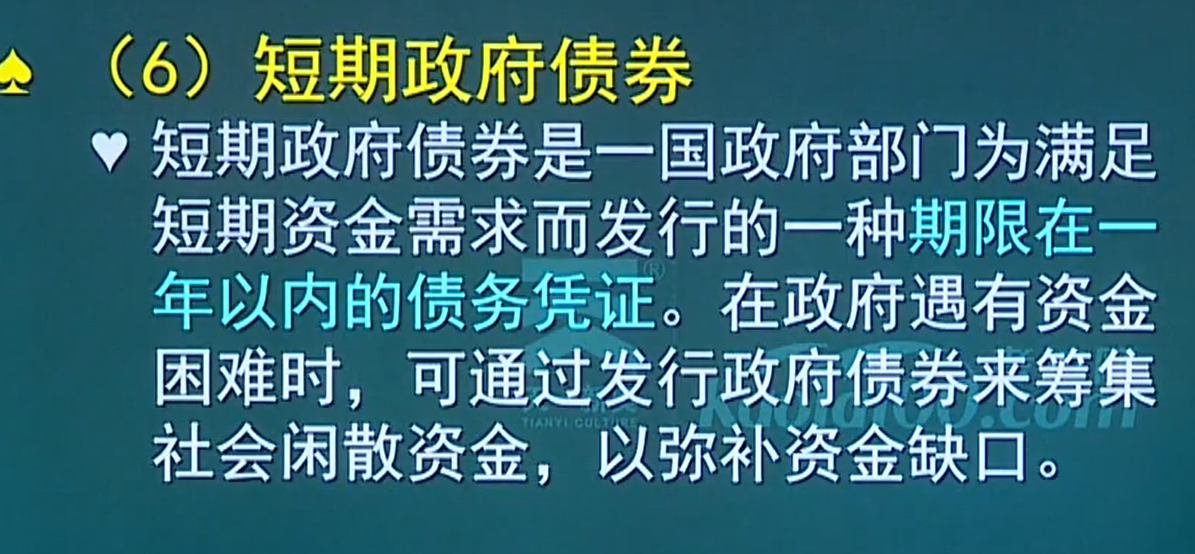 （6）短期政府债券
短期政府债券是一国政府部门为满足
短期资金需求而发行的一种期限在一
年以内的债务凭证。在政府遇有资金
困难时，可通过发行政府债券来筹集
社会闲散资金，以弥补资金缺口。
TIANYI CULTURE